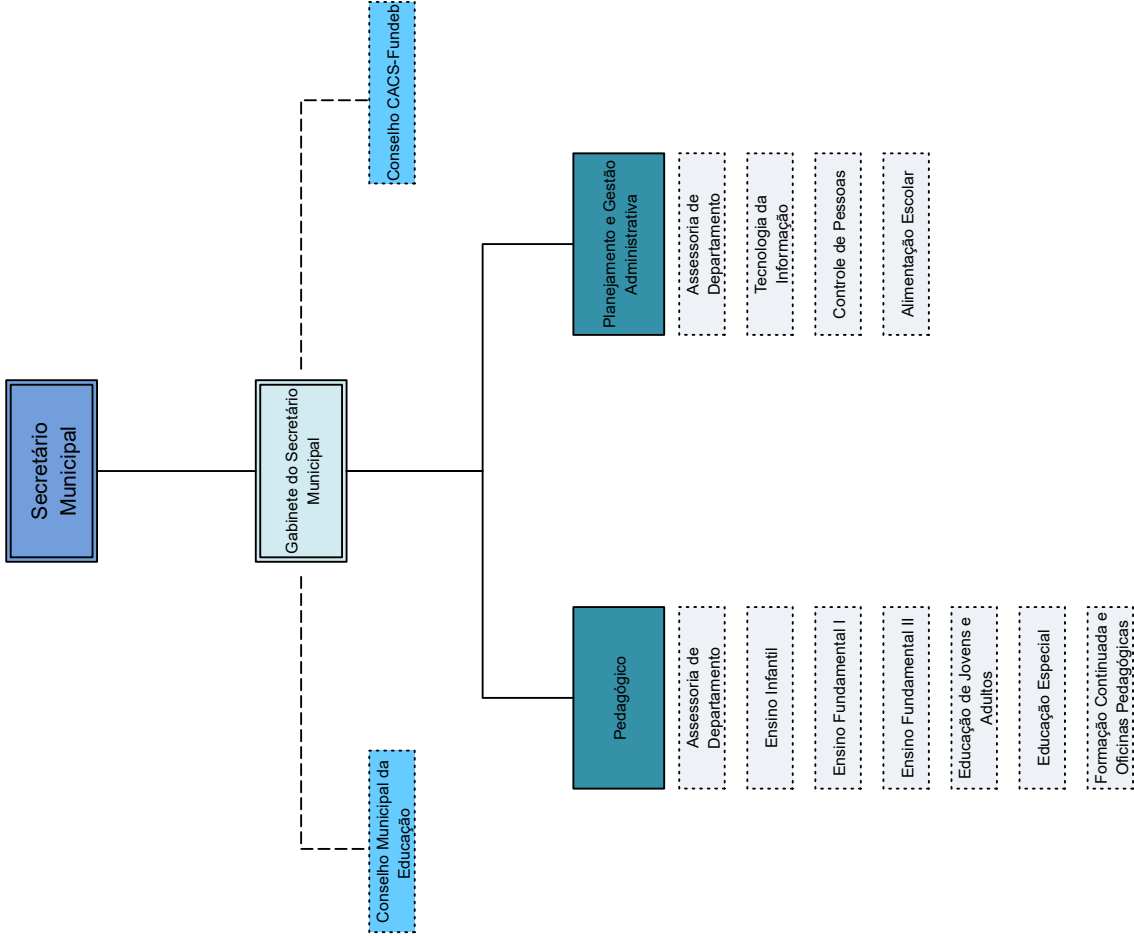 Secretário
Municipal
Gabinete do Secretário
Municipal
Conselho Municipal da
Educação
Conselho CACS-Fundeb
Pedagógico
Assessoria de
Departamento
Ensino Infantil
Ensino Fundamental I
Ensino Fundamental II
Educação de Jovens e
Adultos
Educação Especial
Formação Continuada e
Oficinas Pedagógicas
Planejamento e Gestão
Administrativa
Assessoria de
Departamento
Tecnologia da
Informação
Controle de Pessoas
Alimentação Escolar